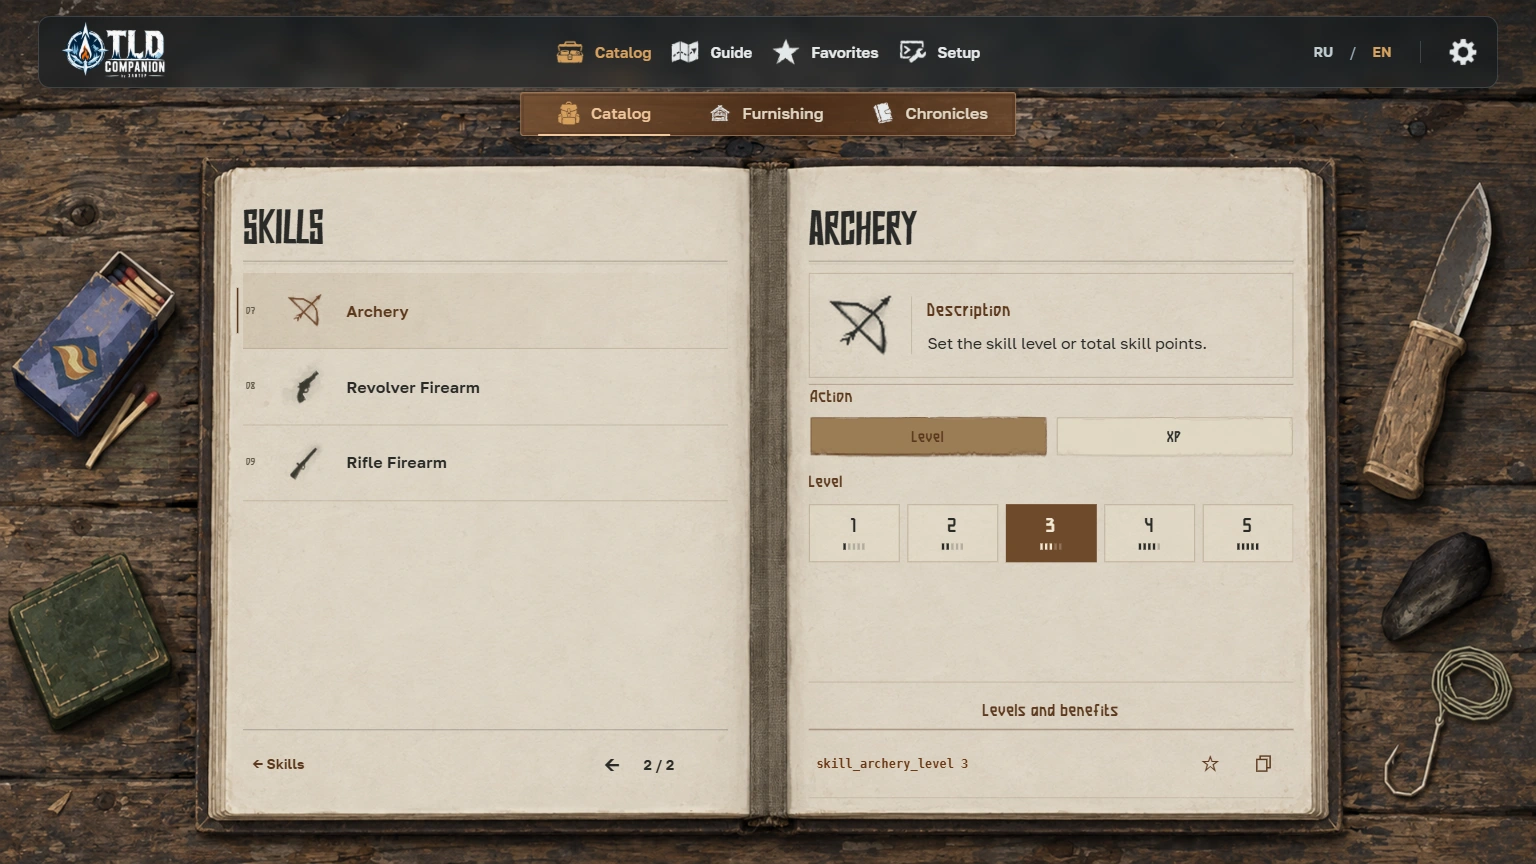 TLD
COMPANION
Catalog
Guide
Favorites
Setup
RU / EN
Catalog
Furnishing
Chronicles
SKILLS
07
Archery
08
Revolver Firearm
09
Rifle Firearm
← Skills
← 2 / 2
ARCHERY
Description
Set the skill level or total skill points.
Action
Level
XP
Level
1
2
3
4
5
Levels and benefits
skill_archery_level 3